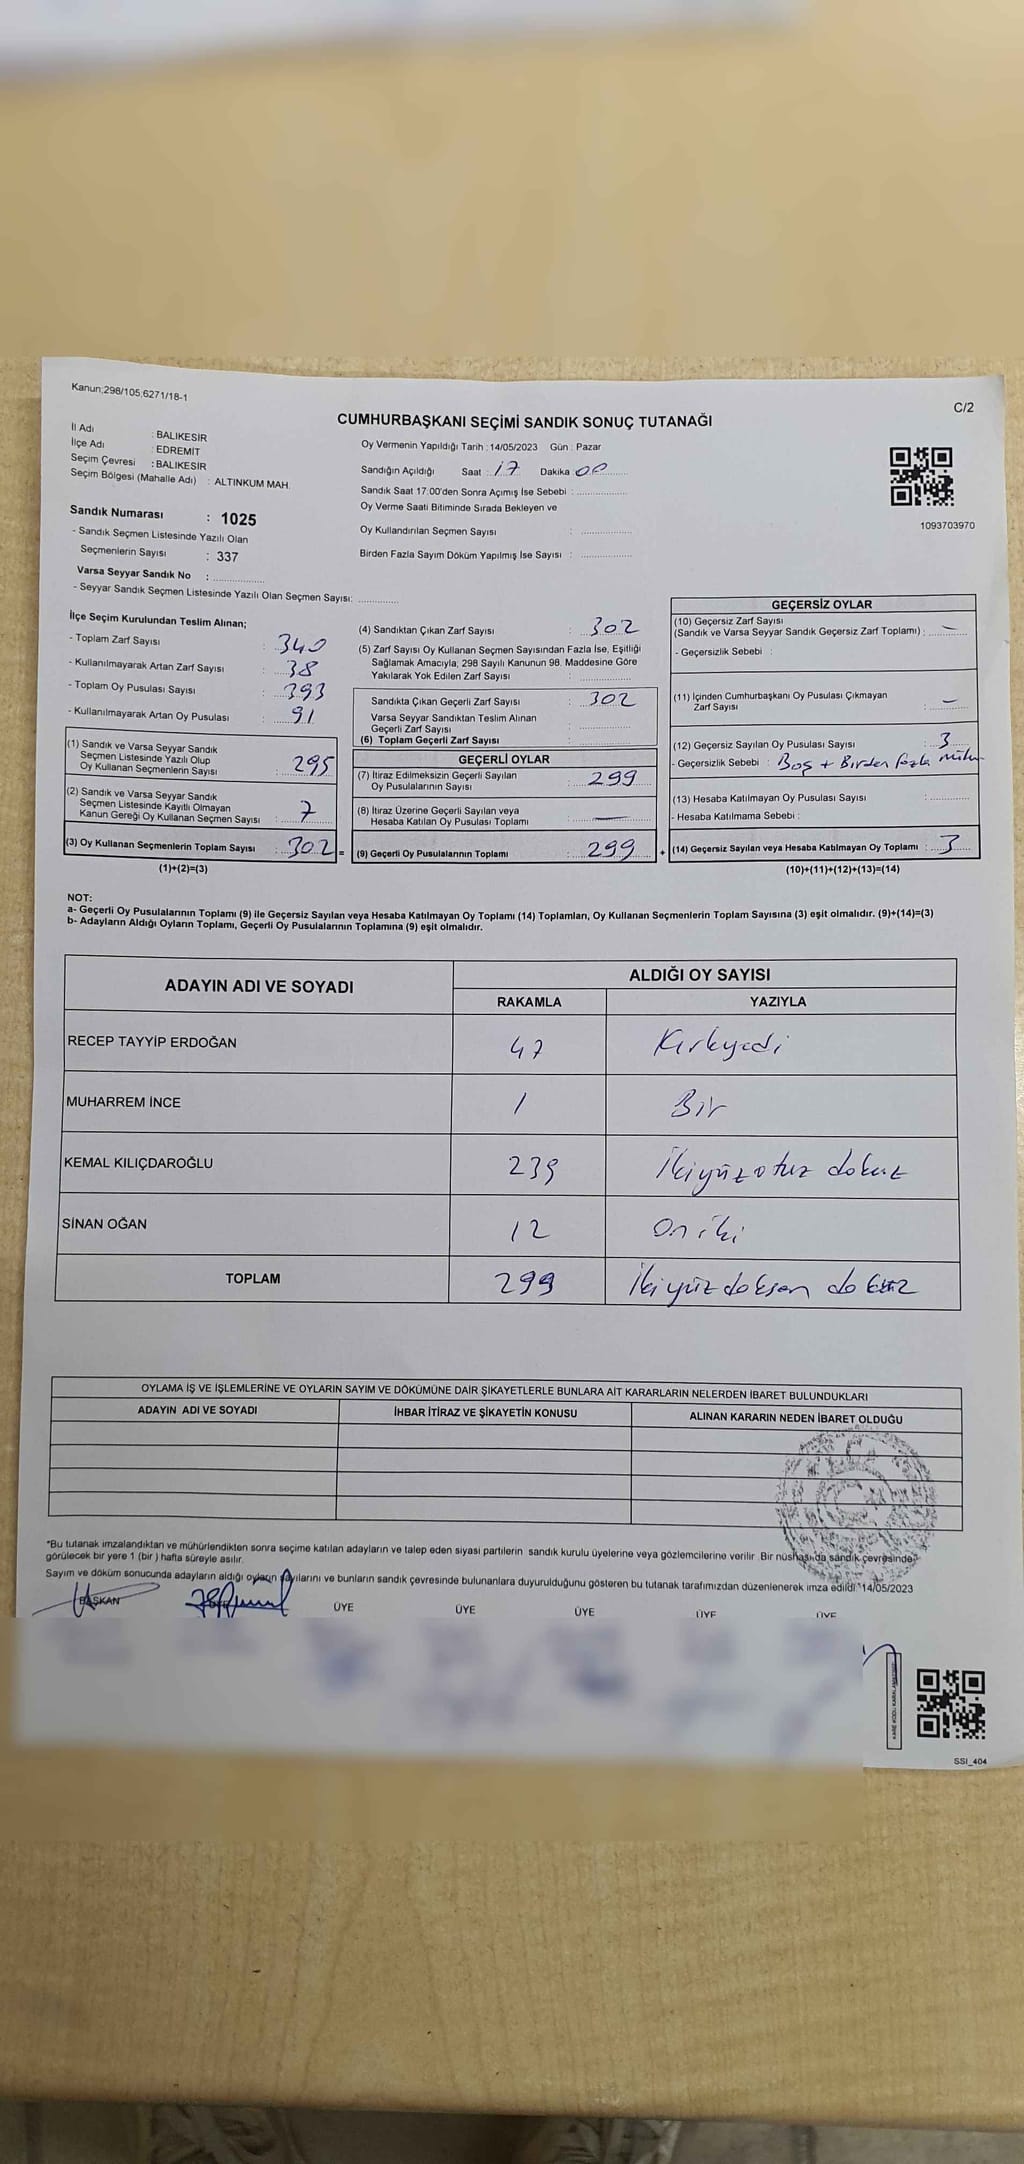 Kanun;298/105,6271/18-1
C/2
CUMHURBAŞKANI SEÇİMİ SANDIK SONUÇ TUTANAĞI
İl Adı : BALIKESİR
İlçe Adı : EDREMİT
Seçim Çevresi : BALIKESİR
Seçim Bölgesi (Mahalle Adı) : ALTINKUM MAH.
Sandık Numarası : 1025
- Sandık Seçmen Listesinde Yazılı Olan
Seçmenlerin Sayısı : 337
Varsa Seyyar Sandık No : ....................
- Seyyar Sandık Seçmen Listesinde Yazılı Olan Seçmen Sayısı: ...............
Oy Vermenin Yapıldığı Tarih : 14/05/2023 Gün : Pazar
Sandığın Açıldığı Saat : 17 Dakika 00
Sandık Saat 17:00'den Sonra Açımış İse Sebebi : ....................
Oy Verme Saati Bitiminde Sırada Bekleyen ve
Oy Kullandırılan Seçmen Sayısı : ....................
Birden Fazla Sayım Döküm Yapılmış İse Sayısı : ....................
1093703970
İlçe Seçim Kurulundan Teslim Alınan;
- Toplam Zarf Sayısı : 340
- Kullanılmayarak Artan Zarf Sayısı : 38
- Toplam Oy Pusulası Sayısı : 393
- Kullanılmayarak Artan Oy Pusulası : 91
(1) Sandık ve Varsa Seyyar Sandık
Seçmen Listesinde Yazılı Olup
Oy Kullanan Seçmenlerin Sayısı : 295
(2) Sandık ve Varsa Seyyar Sandık
Seçmen Listesinde Kayıtlı Olmayan
Kanun Gereği Oy Kullanan Seçmen Sayısı : 7
(3) Oy Kullanan Seçmenlerin Toplam Sayısı : 302 =
(1)+(2)=(3)
(4) Sandıktan Çıkan Zarf Sayısı : 302
(5) Zarf Sayısı Oy Kullanan Seçmen Sayısından Fazla İse, Eşitliği
Sağlamak Amacıyla; 298 Sayılı Kanunun 98. Maddesine Göre
Yakılarak Yok Edilen Zarf Sayısı : ....................
Sandıkta Çıkan Geçerli Zarf Sayısı : 302
Varsa Seyyar Sandıktan Teslim Alınan
Geçerli Zarf Sayısı : ....................
(6) Toplam Geçerli Zarf Sayısı : ....................
GEÇERLİ OYLAR
(7) İtiraz Edilmeksizin Geçerli Sayılan
Oy Pusulalarının Sayısı : 299
(8) İtiraz Üzerine Geçerli Sayılan veya
Hesaba Katılan Oy Pusulası Toplamı : —
(9) Geçerli Oy Pusulalarının Toplamı : 299 +
GEÇERSİZ OYLAR
(10) Geçersiz Zarf Sayısı
(Sandık ve Varsa Seyyar Sandık Geçersiz Zarf Toplamı) : —
- Geçersizlik Sebebi :
(11) İçinden Cumhurbaşkanı Oy Pusulası Çıkmayan
Zarf Sayısı : —
(12) Geçersiz Sayılan Oy Pusulası Sayısı : 3
- Geçersizlik Sebebi : Boş + Birden fazla mühür
(13) Hesaba Katılmayan Oy Pusulası Sayısı : ...............
- Hesaba Katılmama Sebebi :
(14) Geçersiz Sayılan veya Hesaba Katılmayan Oy Toplamı : 3
(10)+(11)+(12)+(13)=(14)
NOT:
a- Geçerli Oy Pusulalarının Toplamı (9) ile Geçersiz Sayılan veya Hesaba Katılmayan Oy Toplamı (14) Toplamları, Oy Kullanan Seçmenlerin Toplam Sayısına (3) eşit olmalıdır. (9)+(14)=(3)
b- Adayların Aldığı Oyların Toplamı, Geçerli Oy Pusulalarının Toplamına (9) eşit olmalıdır.
ADAYIN ADI VE SOYADI ALDIĞI OY SAYISI
RAKAMLA YAZIYLA
RECEP TAYYİP ERDOĞAN 47 Kırkyedi
MUHARREM İNCE 1 Bir
KEMAL KILIÇDAROĞLU 239 İkiyüzotuz dokuz
SİNAN OĞAN 12 On iki
TOPLAM 299 İkiyüzdoksan dokuz
OYLAMA İŞ VE İŞLEMLERİNE VE OYLARIN SAYIM VE DÖKÜMÜNE DAİR ŞİKAYETLERLE BUNLARA AİT KARARLARIN NELERDEN İBARET BULUNDUKLARI
ADAYIN ADI VE SOYADI İHBAR İTİRAZ VE ŞİKAYETİN KONUSU ALINAN KARARIN NEDEN İBARET OLDUĞU
"Bu tutanak imzalandıktan ve mühürlendikten sonra seçime katılan adayların ve talep eden siyasi partilerin sandık kurulu üyelerine veya gözlemcilerine verilir. Bir nüshası da sandık çevresinde
görülecek bir yere 1 (bir ) hafta süreyle asılır.
Sayım ve döküm sonucunda adayların aldığı oyların sayılarını ve bunların sandık çevresinde bulunanlara duyurulduğunu gösteren bu tutanak tarafımızdan düzenlenerek imza edildi." 14/05/2023
BAŞKAN ÜYE ÜYE ÜYE ÜYE ÜYE ÜYE
SSI_404